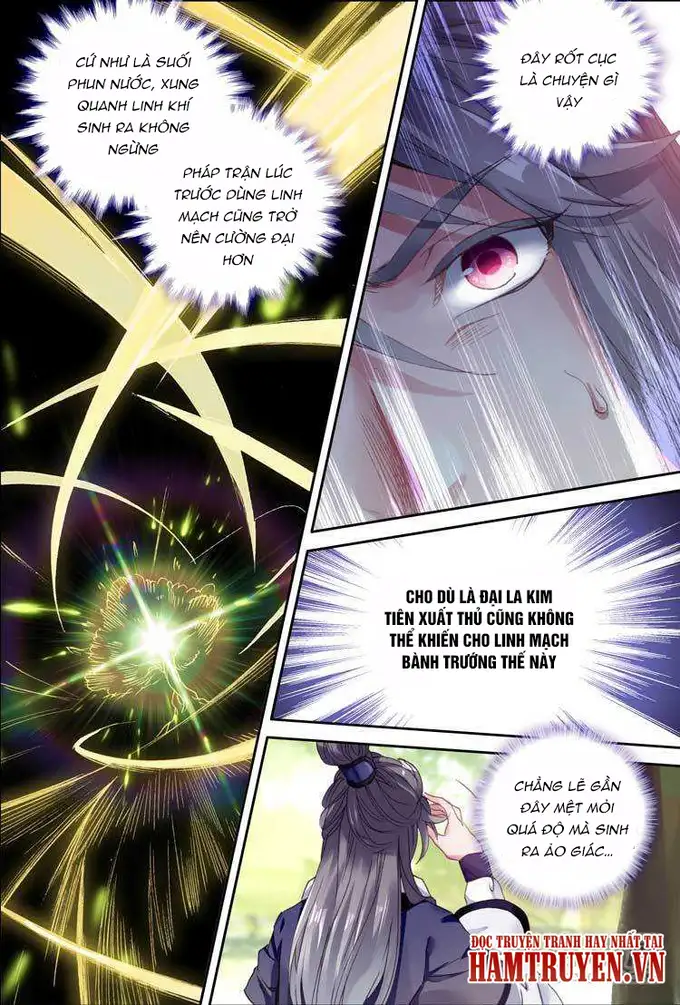 CỨ NHƯ LÀ SUỐI
PHUN NƯỚC, XUNG
QUANH LINH KHÍ
SINH RA KHÔNG
NGỪNG
PHÁP TRẬN LÚC
TRƯỚC DÙNG LINH
MẠCH CŨNG TRỞ
NÊN CƯỜNG ĐẠI
HƠN
ĐÂY RỐT CỤC
LÀ CHUYỆN GÌ
VẬY
CHO DÙ LÀ ĐẠI LA KIM
TIÊN XUẤT THỦ CŨNG KHÔNG
THỂ KHIẾN CHO LINH MẠCH
BÀNH TRƯỚNG THẾ NÀY
CHẲNG LẼ GẦN
ĐÂY MỆT MỎI
QUÁ ĐỘ MÀ SINH
RA ẢO GIÁC...
ĐỌC TRUYỆN TRANH HAY NHẤT TẠI
HAMTRUYEN.VN